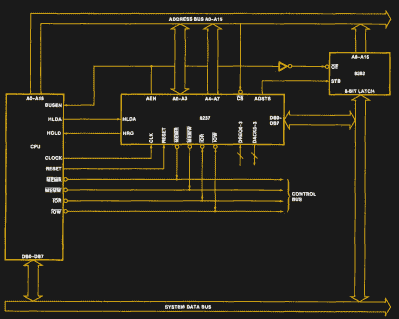 ADDRESS BUS A0-A15
A8-A15
OE
8282
STB
8-BIT LATCH
A0-A15
BUSEN
AEN
A0-A3
A4-A7
CS
ADSTB
HLDA
HLDA
8237
DB0-
DB7
HOLD
HRQ
CPU
CLK
RESET
MEMR
MEMW
IOR
IOW
DREQ0-3
DACK0-3
CLOCK
RESET
MEMR
MEMW
IOR
IOW
CONTROL
BUS
DB0-DB7
SYSTEM DATA BUS